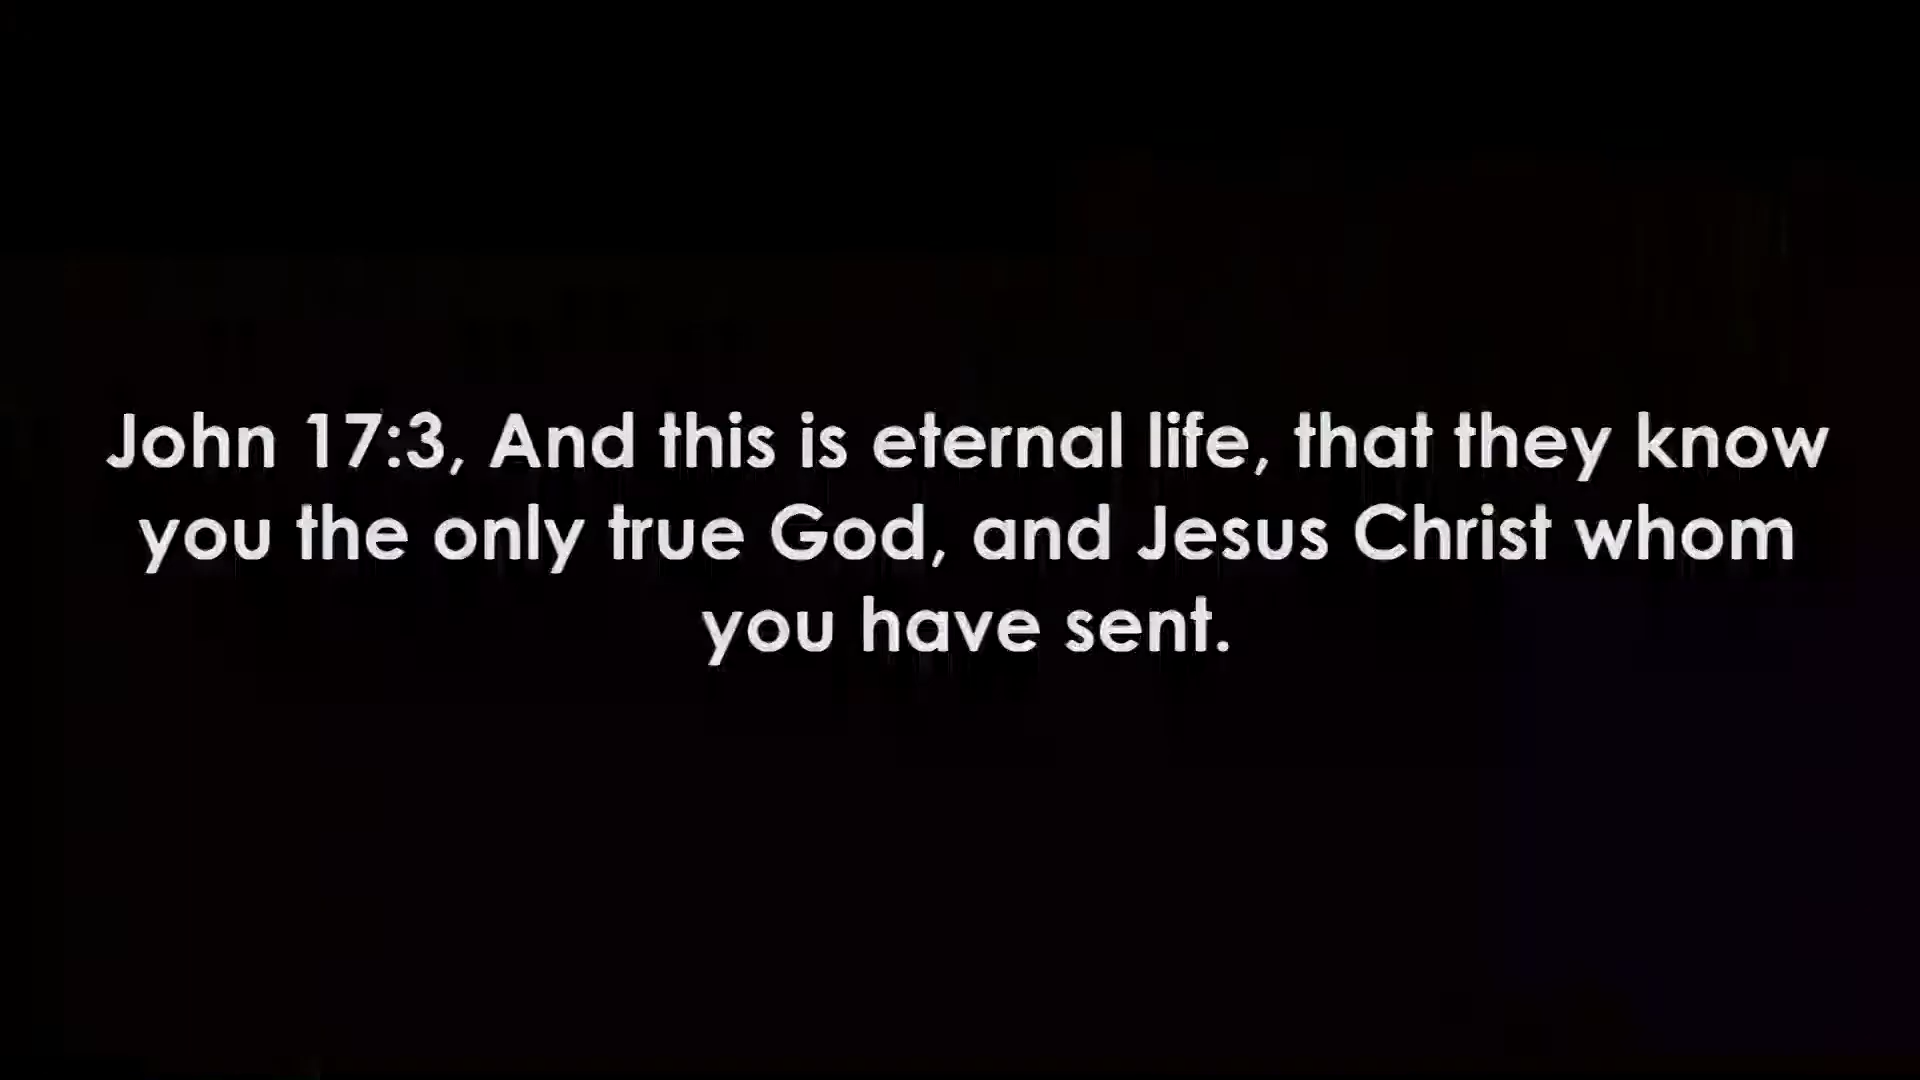 John 17:3, And this is eternal life, that they know
you the only true God, and Jesus Christ whom
you have sent.